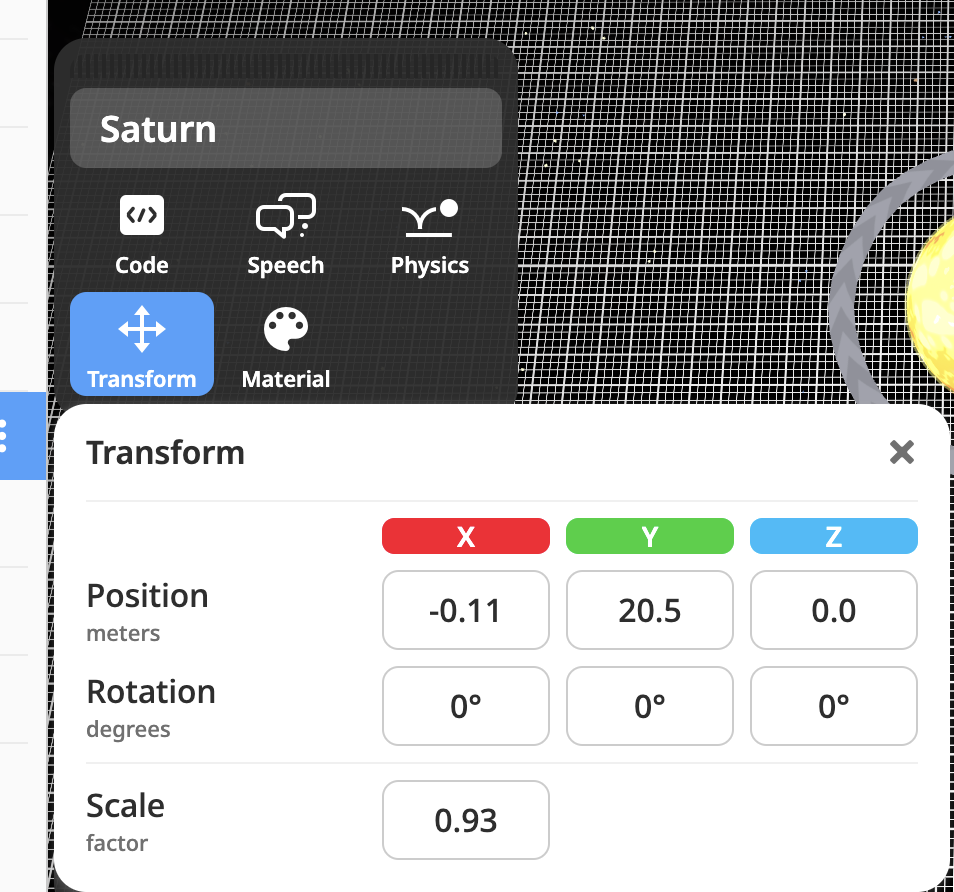 Saturn
Code Speech Physics
Transform Material
Transform
X Y Z
Position
meters
-0.11 20.5 0.0
Rotation
degrees
0° 0° 0°
Scale
factor
0.93